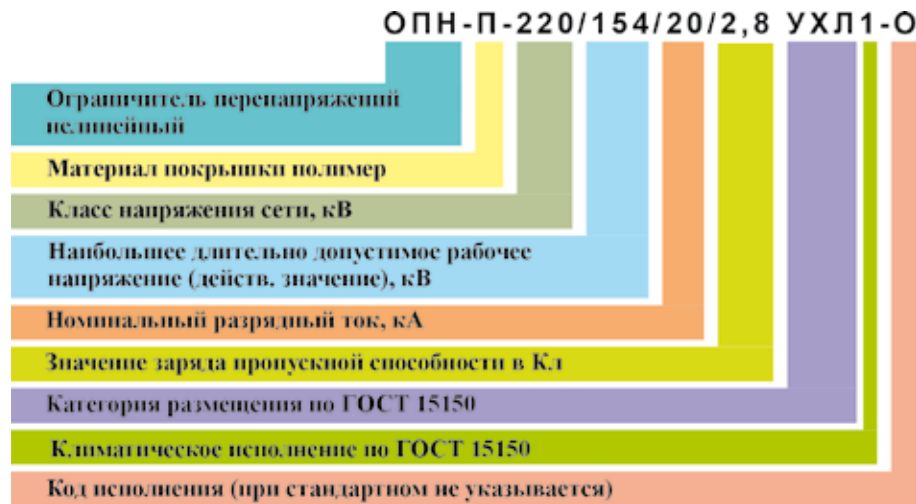 ОПН-П-220/154/20/2,8 УХЛ1-О
Ограничитель перенапряжений
нелинейный
Материал покрышки полимер
Класс напряжения сети, кВ
Наибольшее длительно допустимое рабочее
напряжение (действ. значение), кВ
Номинальный разрядный ток, кА
Значение заряда пропускной способности в Кл
Категория размещения по ГОСТ 15150
Климатическое исполнение по ГОСТ 15150
Код исполнения (при стандартном не указывается)